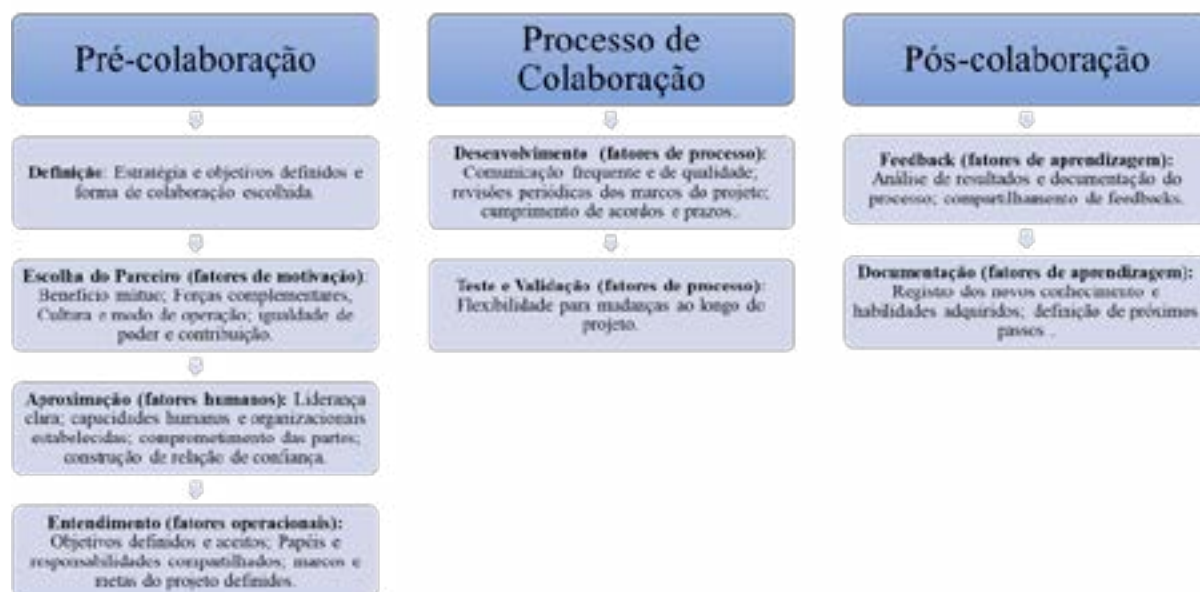 Pré-colaboração
Definição: Estratégia e objetivos definidos e
forma de colaboração escolhida.
Escolha do Parceiro (fatores de motivação):
Benefício mútuo; Forças complementares,
Cultura e modo de operação; igualdade de
poder e contribuição.
Aproximação (fatores humanos): Liderança
clara; capacidades humanos e organizacionais
estabelecidas; comprometimento das partes;
construção de relação de confiança.
Entendimento (fatores operacionais):
Objetivos definidos e aceitos; Papéis e
responsabilidades compartilhados; marcos e
metas do projeto definidos.
Processo de
Colaboração
Desenvolvimento (fatores de processo):
Comunicação frequente e de qualidade;
revisões periódicas dos marcos do projeto;
cumprimento de acordos e prazos..
Teste e Validação (fatores de processo):
Flexibilidade para mudanças ao longo do
projeto.
Pós-colaboração
Feedback (fatores de aprendizagem):
Análise de resultados e documentação do
processo; compartilhamento de feedbacks.
Documentação (fatores de aprendizagem):
Registro dos novos conhecimento e
habilidades adquiridos; definição de próximos
passos .